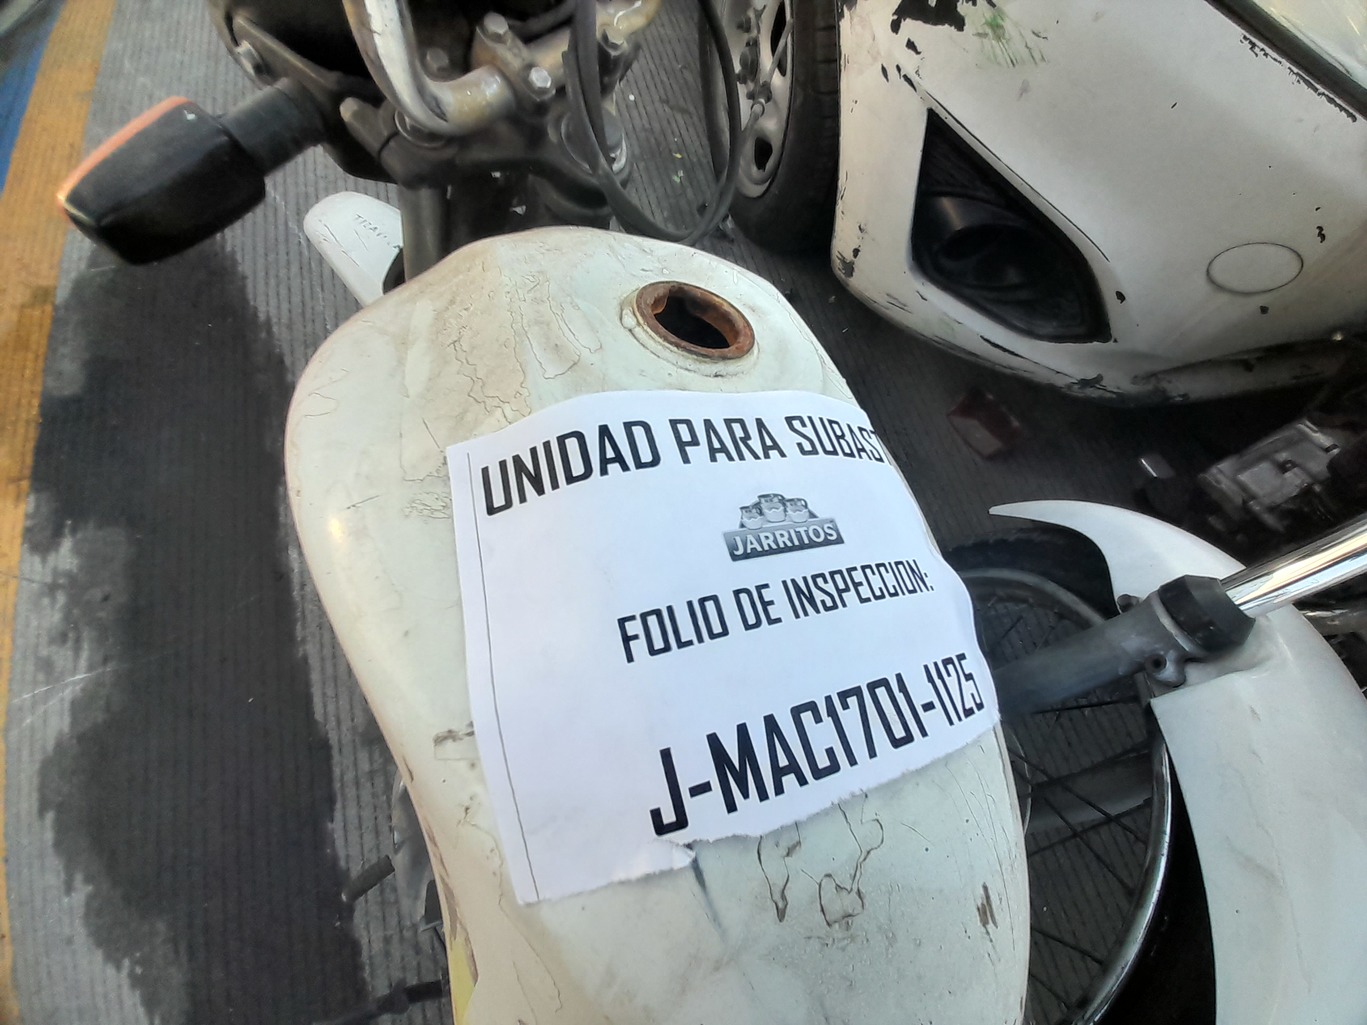 UNIDAD PARA SUBAST
JARRITOS
FOLIO DE INSPECCION:
J-MAC1701-1125